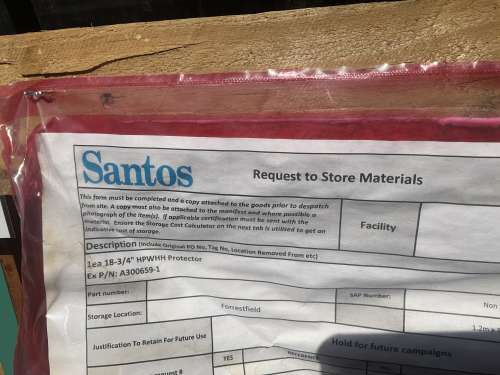 Santos
Request to Store Materials
This form must be completed and a copy attached to the goods prior to despatch
from site. A copy must also be attached to the manifest and where possible a
photograph of the item(s). If applicable certification must be sent with the
material. Ensure the Storage Cost Calculator on the next tab is utilised to get an
indicative cost of storage.
Facility
Description (Include Original PO No, Tag No, Location Removed From etc)
1ea 18-3/4" HPWHH Protector
Ex P/N: A300659-1
Part number:
SAP Number:
Non
Storage Location:
Forrestfield
1.2m x
Justification To Retain For Future Use
Hold for future campaigns
YES
REFERENCE